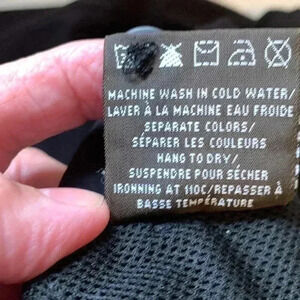 MACHINE WASH IN COLD WATER/
LAVER À LA MACHINE EAU FROIDE
SEPARATE COLORS/
SÉPARER LES COULEURS
HANG TO DRY/
SUSPENDRE POUR SÉCHER
IRONNING AT 110C/REPASSER À
BASSE TEMPÉRATURE